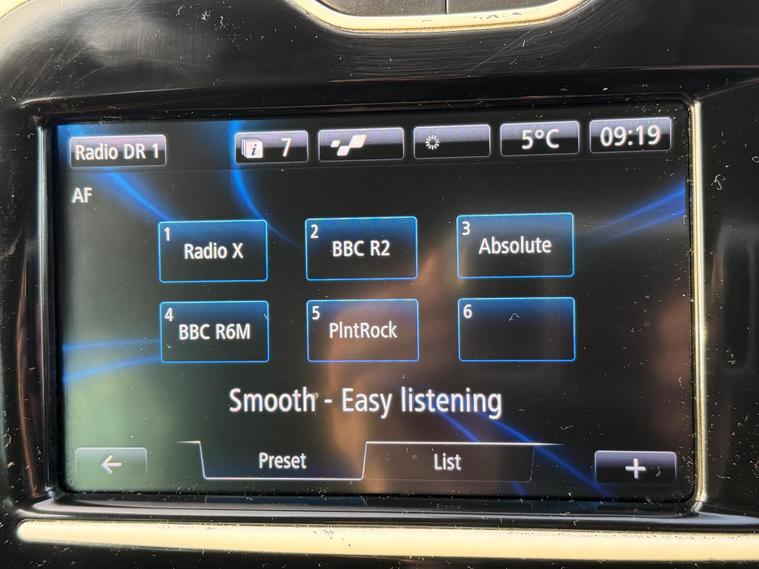 Radio DR 1
i 7
5°C
09:19
AF
1 Radio X
2 BBC R2
3 Absolute
4 BBC R6M
5 PlntRock
6
Smooth - Easy listening
Preset
List
+